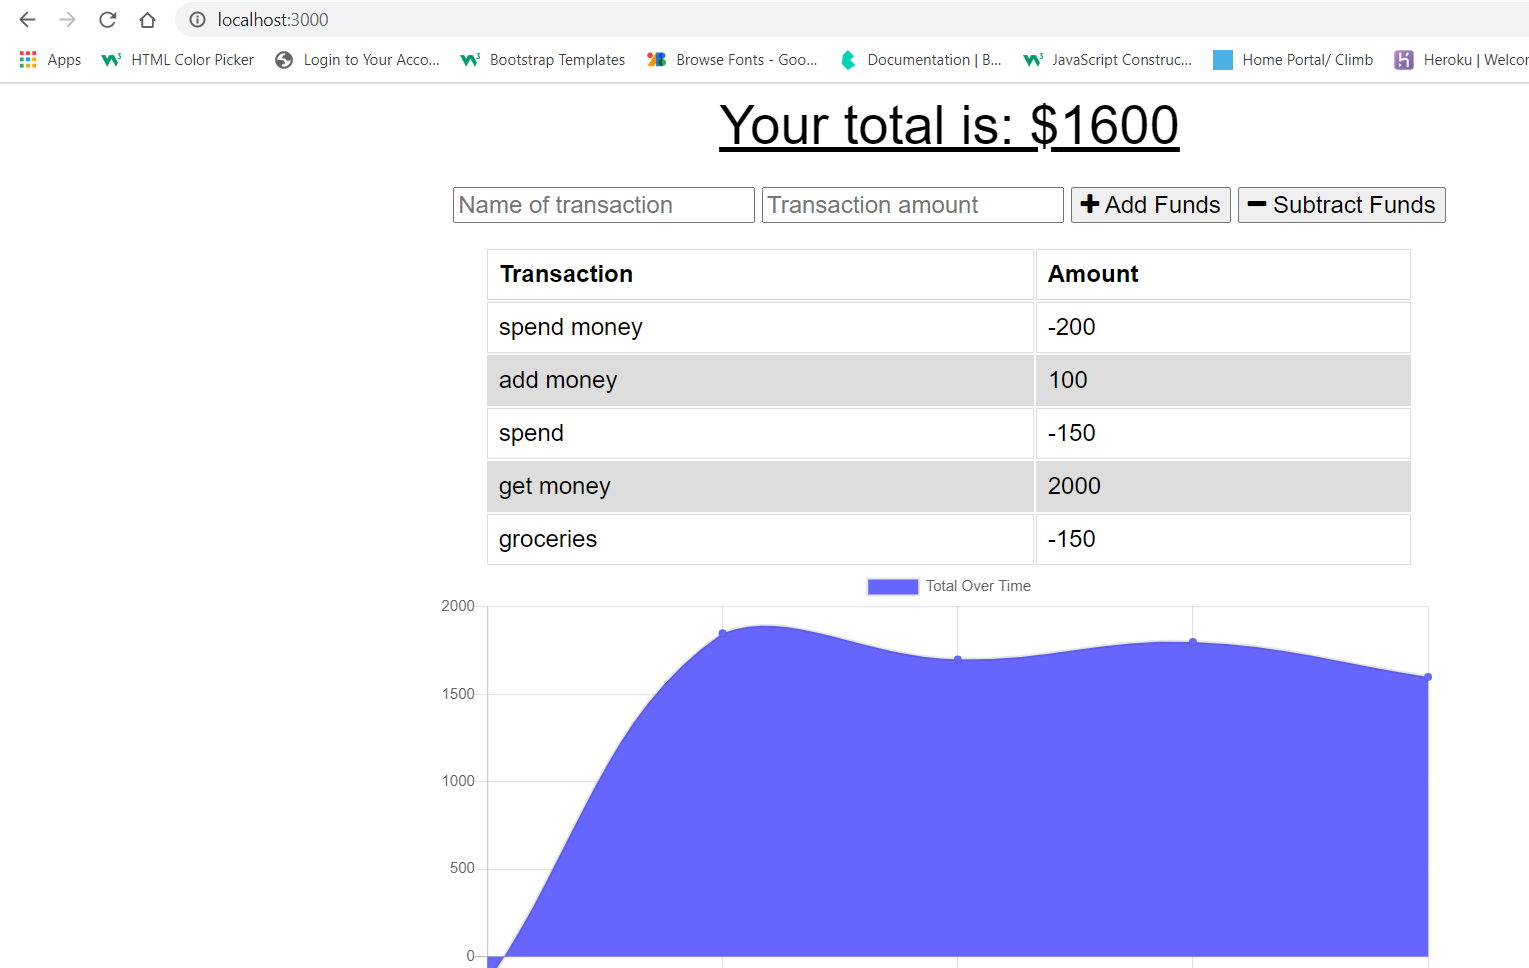 localhost:3000
Apps HTML Color Picker Login to Your Acco... Bootstrap Templates Browse Fonts - Goo... Documentation | B... JavaScript Construc... Home Portal/ Climb Heroku | Welcor
Your total is: $1600
Name of transaction Transaction amount Add Funds Subtract Funds
Transaction Amount
spend money -200
add money 100
spend -150
get money 2000
groceries -150
Total Over Time
2000
1500
1000
500
0